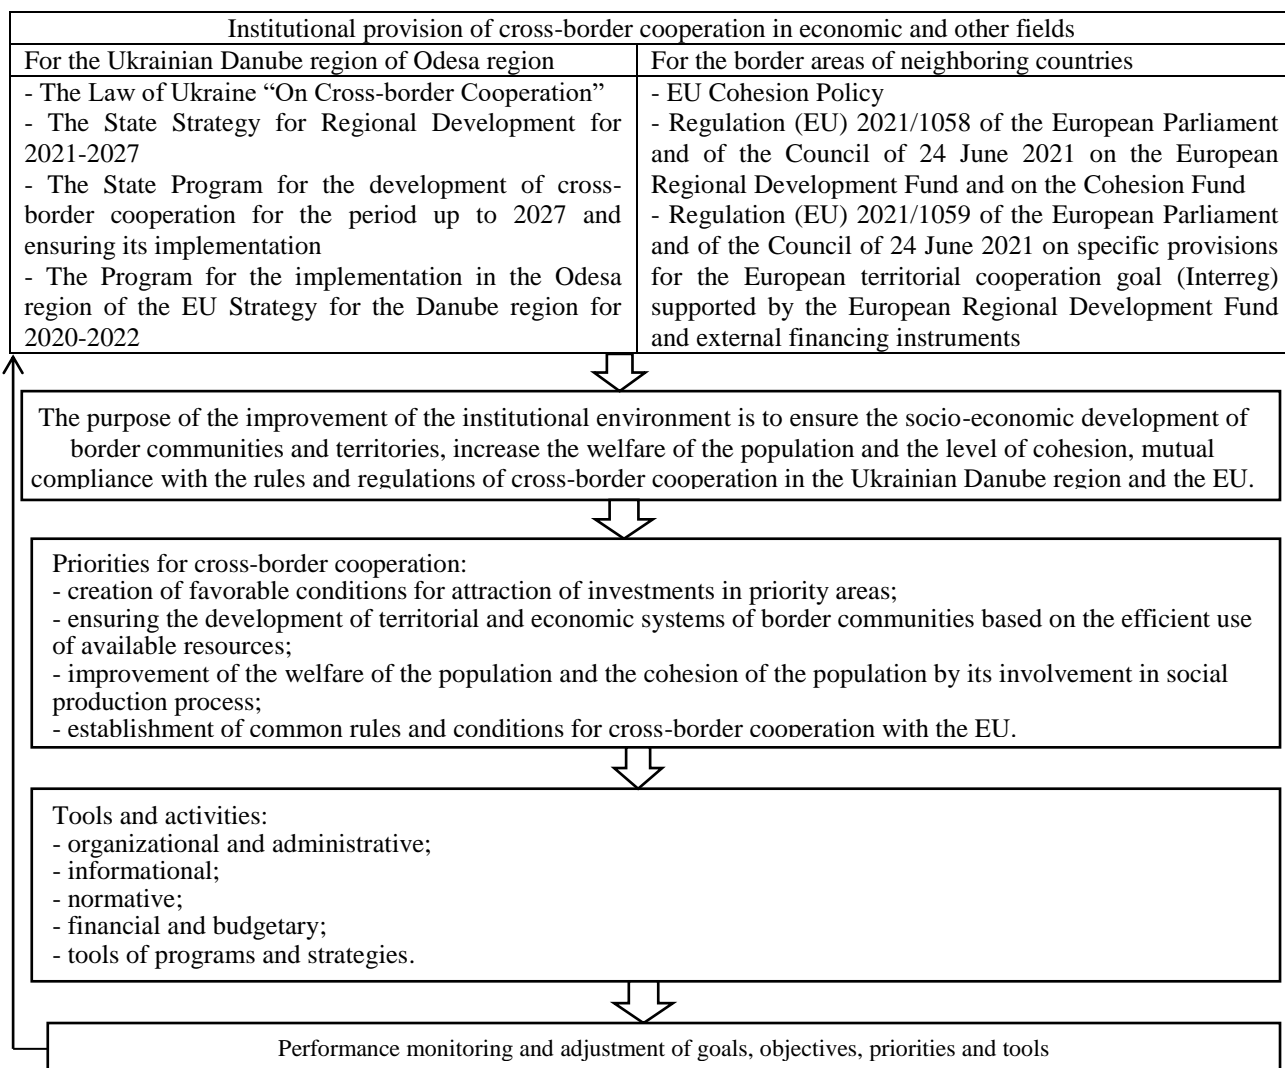 Institutional provision of cross-border cooperation in economic and other fields
For the Ukrainian Danube region of Odesa region
- The Law of Ukraine “On Cross-border Cooperation”
- The State Strategy for Regional Development for
2021-2027
- The State Program for the development of cross-
border cooperation for the period up to 2027 and
ensuring its implementation
- The Program for the implementation in the Odesa
region of the EU Strategy for the Danube region for
2020-2022
For the border areas of neighboring countries
- EU Cohesion Policy
- Regulation (EU) 2021/1058 of the European Parliament
and of the Council of 24 June 2021 on the European
Regional Development Fund and on the Cohesion Fund
- Regulation (EU) 2021/1059 of the European Parliament
and of the Council of 24 June 2021 on specific provisions
for the European territorial cooperation goal (Interreg)
supported by the European Regional Development Fund
and external financing instruments
The purpose of the improvement of the institutional environment is to ensure the socio-economic development of
border communities and territories, increase the welfare of the population and the level of cohesion, mutual
compliance with the rules and regulations of cross-border cooperation in the Ukrainian Danube region and the EU.
Priorities for cross-border cooperation:
- creation of favorable conditions for attraction of investments in priority areas;
- ensuring the development of territorial and economic systems of border communities based on the efficient use
of available resources;
- improvement of the welfare of the population and the cohesion of the population by its involvement in social
production process;
- establishment of common rules and conditions for cross-border cooperation with the EU.
Tools and activities:
- organizational and administrative;
- informational;
- normative;
- financial and budgetary;
- tools of programs and strategies.
Performance monitoring and adjustment of goals, objectives, priorities and tools